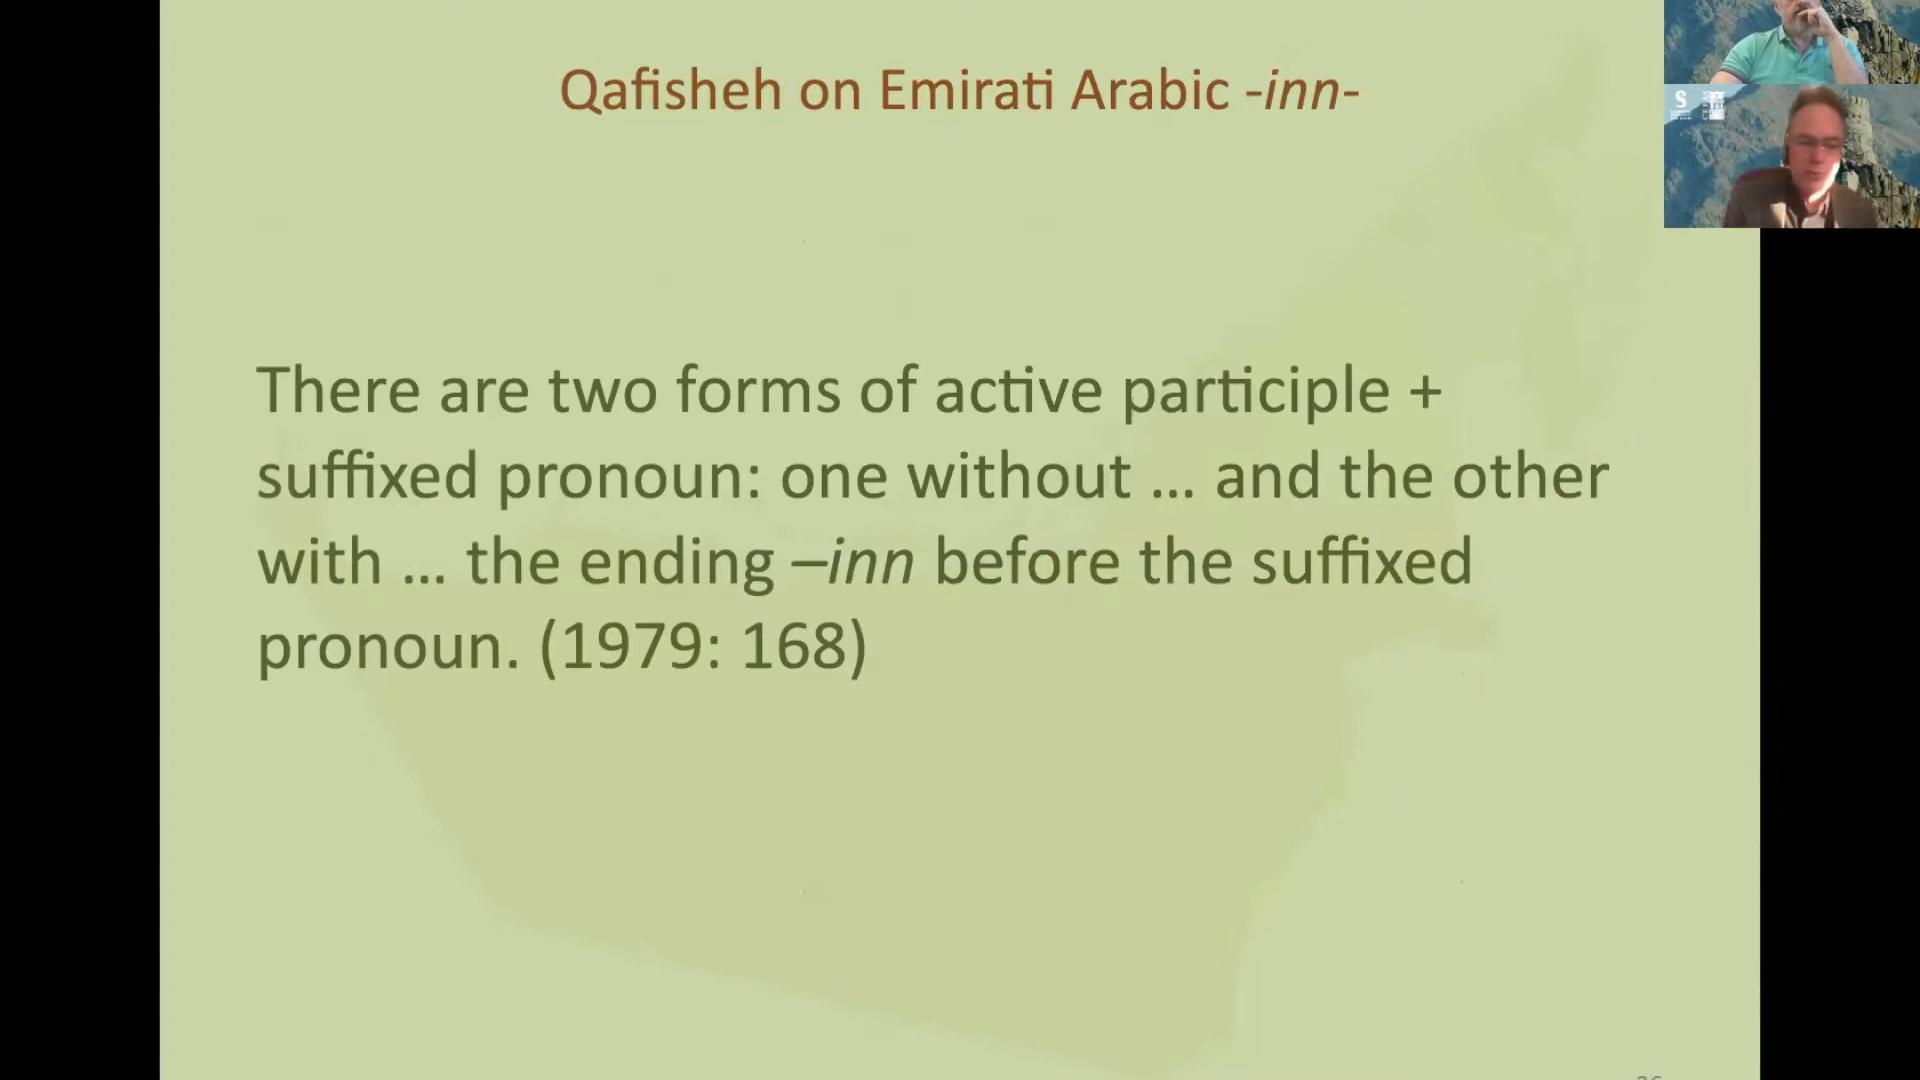 Qafisheh on Emirati Arabic -inn-
There are two forms of active participle +
suffixed pronoun: one without … and the other
with … the ending –inn before the suffixed
pronoun. (1979: 168)
S